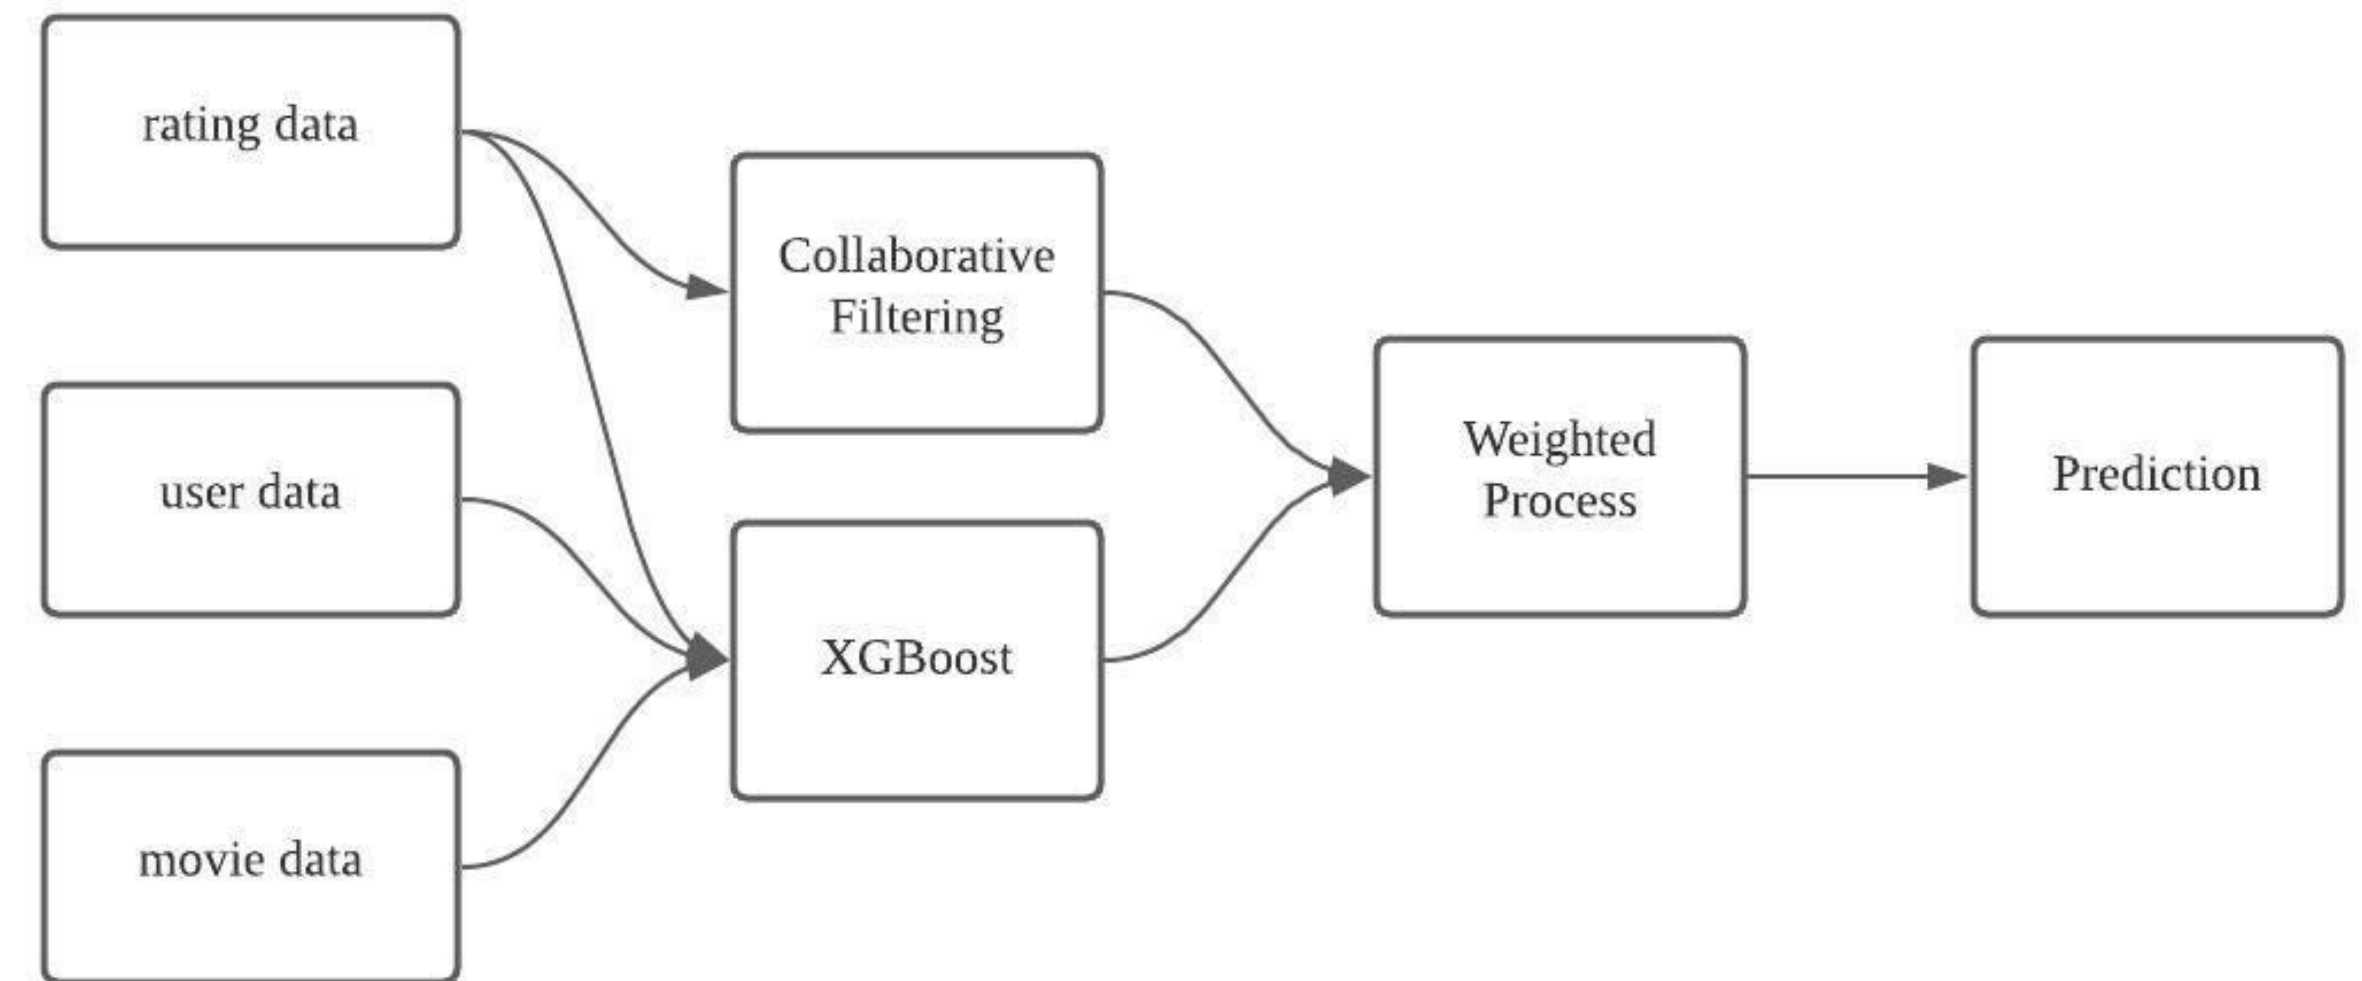 rating data
user data
movie data
Collaborative
Filtering
XGBoost
Weighted
Process
Prediction